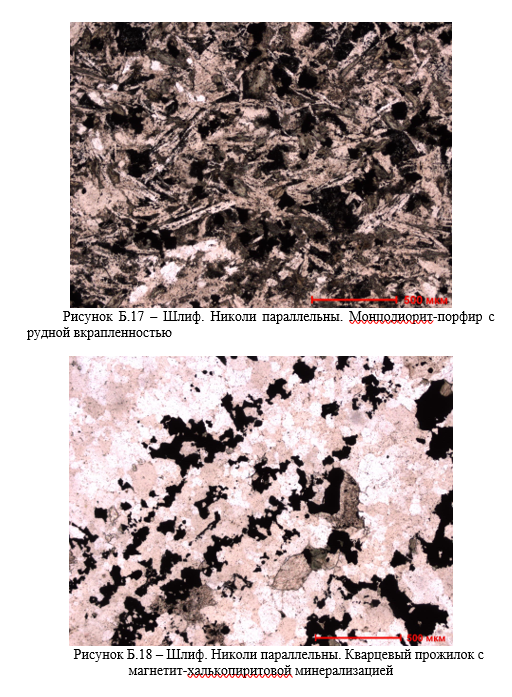 500 мкм
Рисунок Б.17 – Шлиф. Николи параллельны. Монцодиорит-порфир с
рудной вкрапленностью
500 мкм
Рисунок Б.18 – Шлиф. Николи параллельны. Кварцевый прожилок с
магнетит-халькопиритовой минерализацией